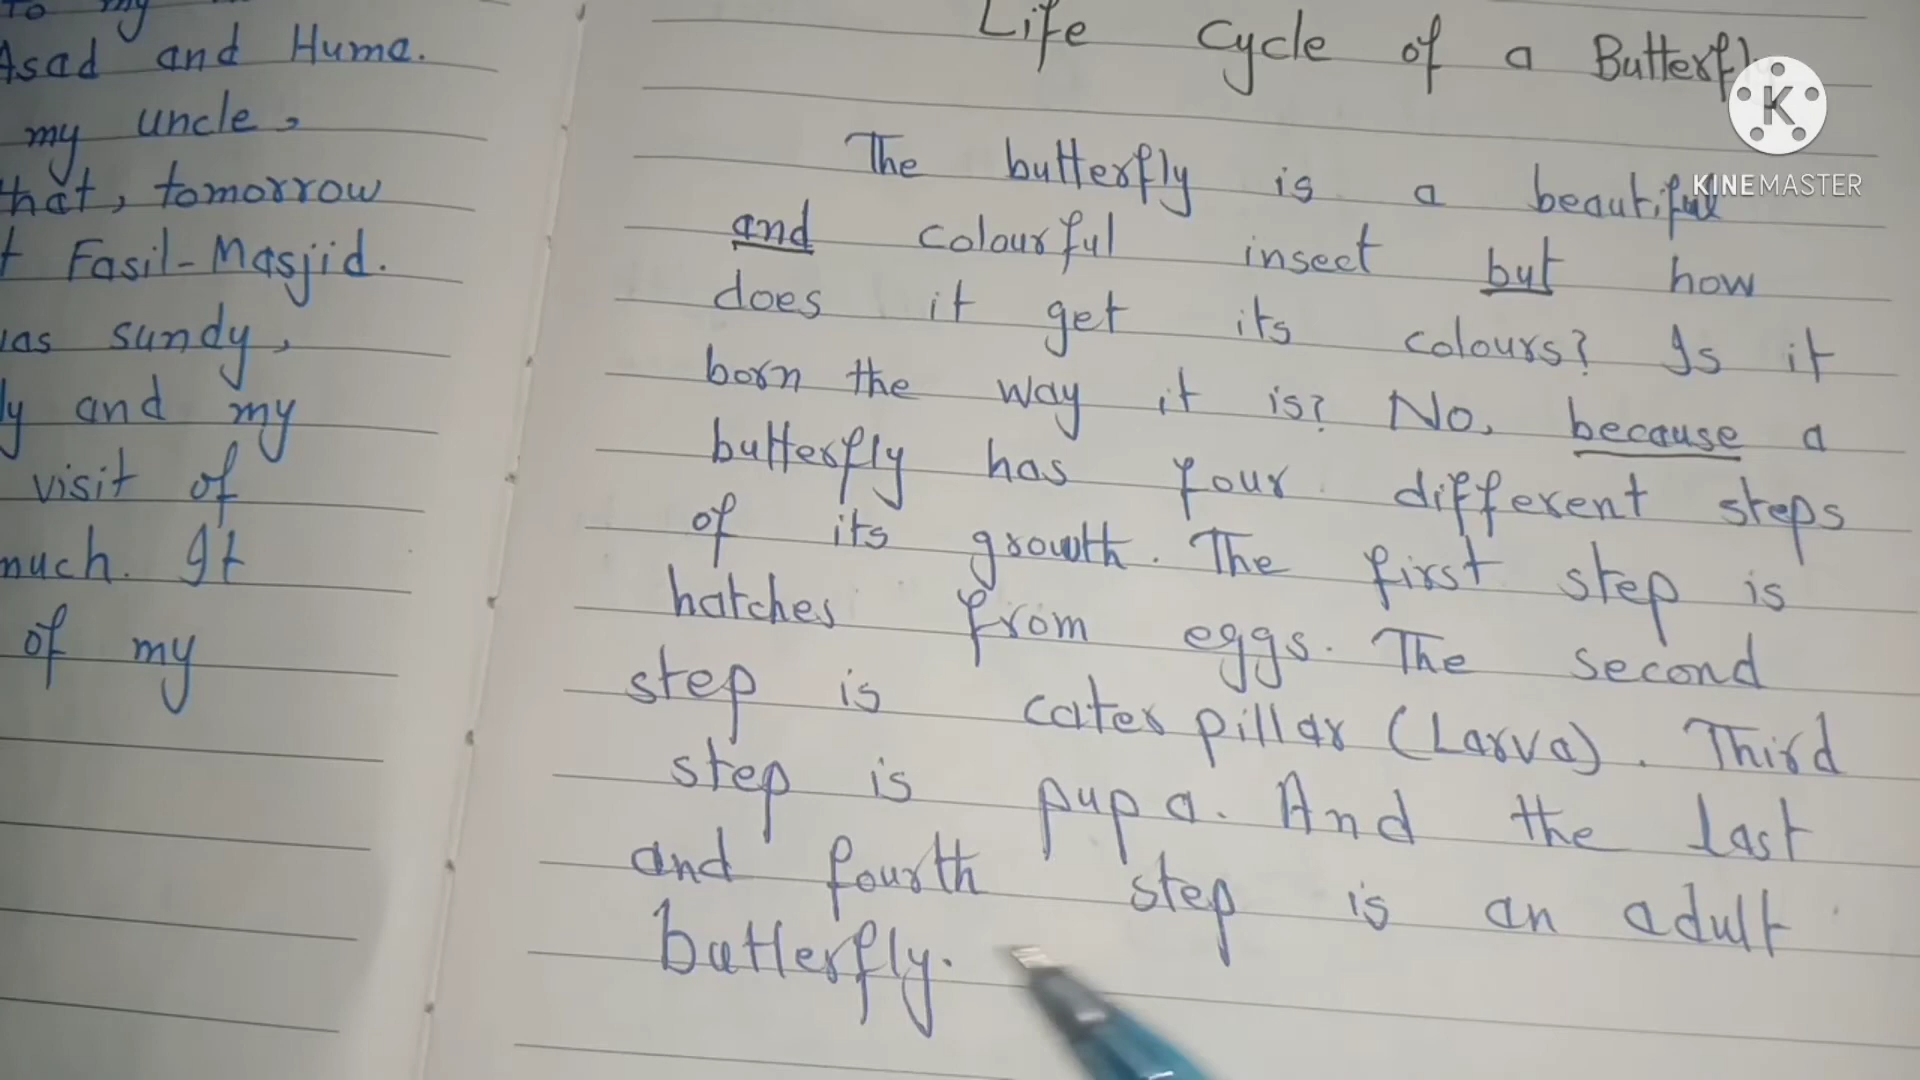 to my
Asad and Huma.
my uncle,
that, tomorrow
t Fasil-Masjid.
as sundy,
ly and my
visit of
much. It
of my
Life Cycle of a Butterfly
The butterfly is a beautiful
and colourful insect but how
does it get its colours? Is it
born the way it is? No, because a
butterfly has four different steps
of its growth. The first step is
hatches from eggs. The second
step is caterpillar (Larva). Third
step is pupa. And the last
and fourth step is an adult
butterfly.
K
KINEMASTER